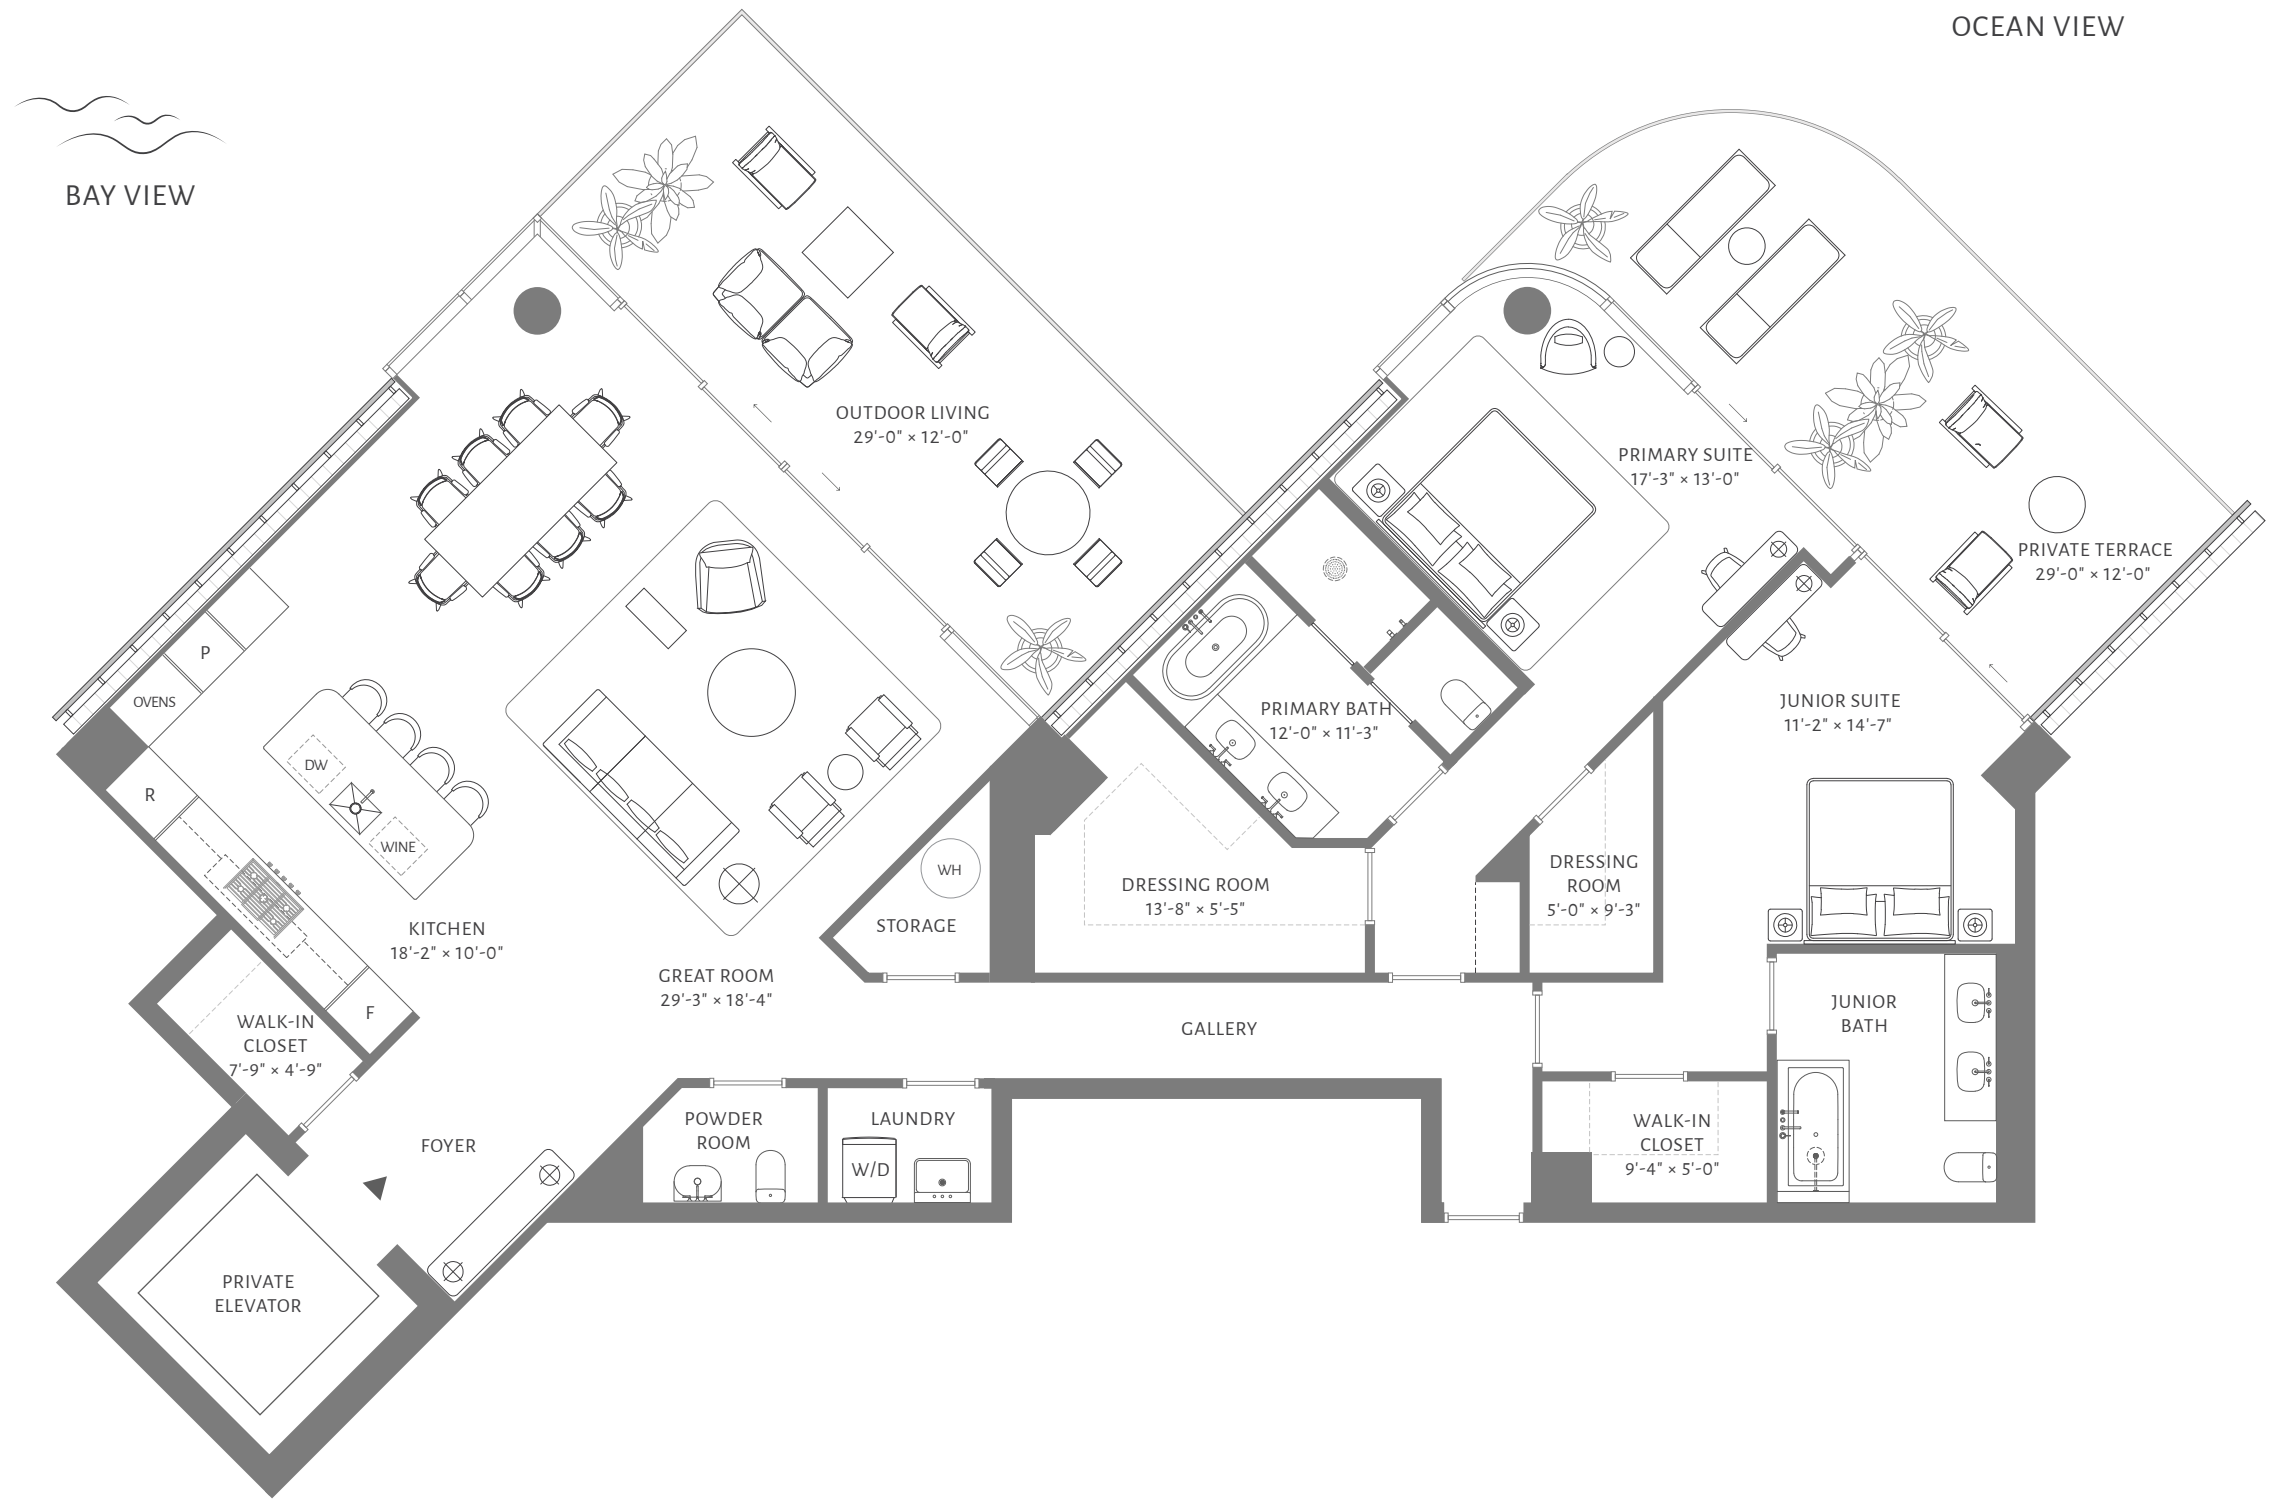 OCEAN VIEW
BAY VIEW
OUTDOOR LIVING
29'-0" × 12'-0"
PRIMARY SUITE
17'-3" × 13'-0"
PRIVATE TERRACE
29'-0" × 12'-0"
P
OVENS
JUNIOR SUITE
11'-2" × 14'-7"
PRIMARY BATH
12'-0" × 11'-3"
DW
R
WINE
WH
DRESSING
ROOM
5'-0" × 9'-3"
DRESSING ROOM
13'-8" × 5'-5"
STORAGE
KITCHEN
18'-2" × 10'-0"
GREAT ROOM
29'-3" × 18'-4"
F
WALK-IN
CLOSET
7'-9" × 4'-9"
GALLERY
JUNIOR
BATH
POWDER
ROOM
LAUNDRY
W/D
WALK-IN
CLOSET
9'-4" × 5'-0"
FOYER
PRIVATE
ELEVATOR